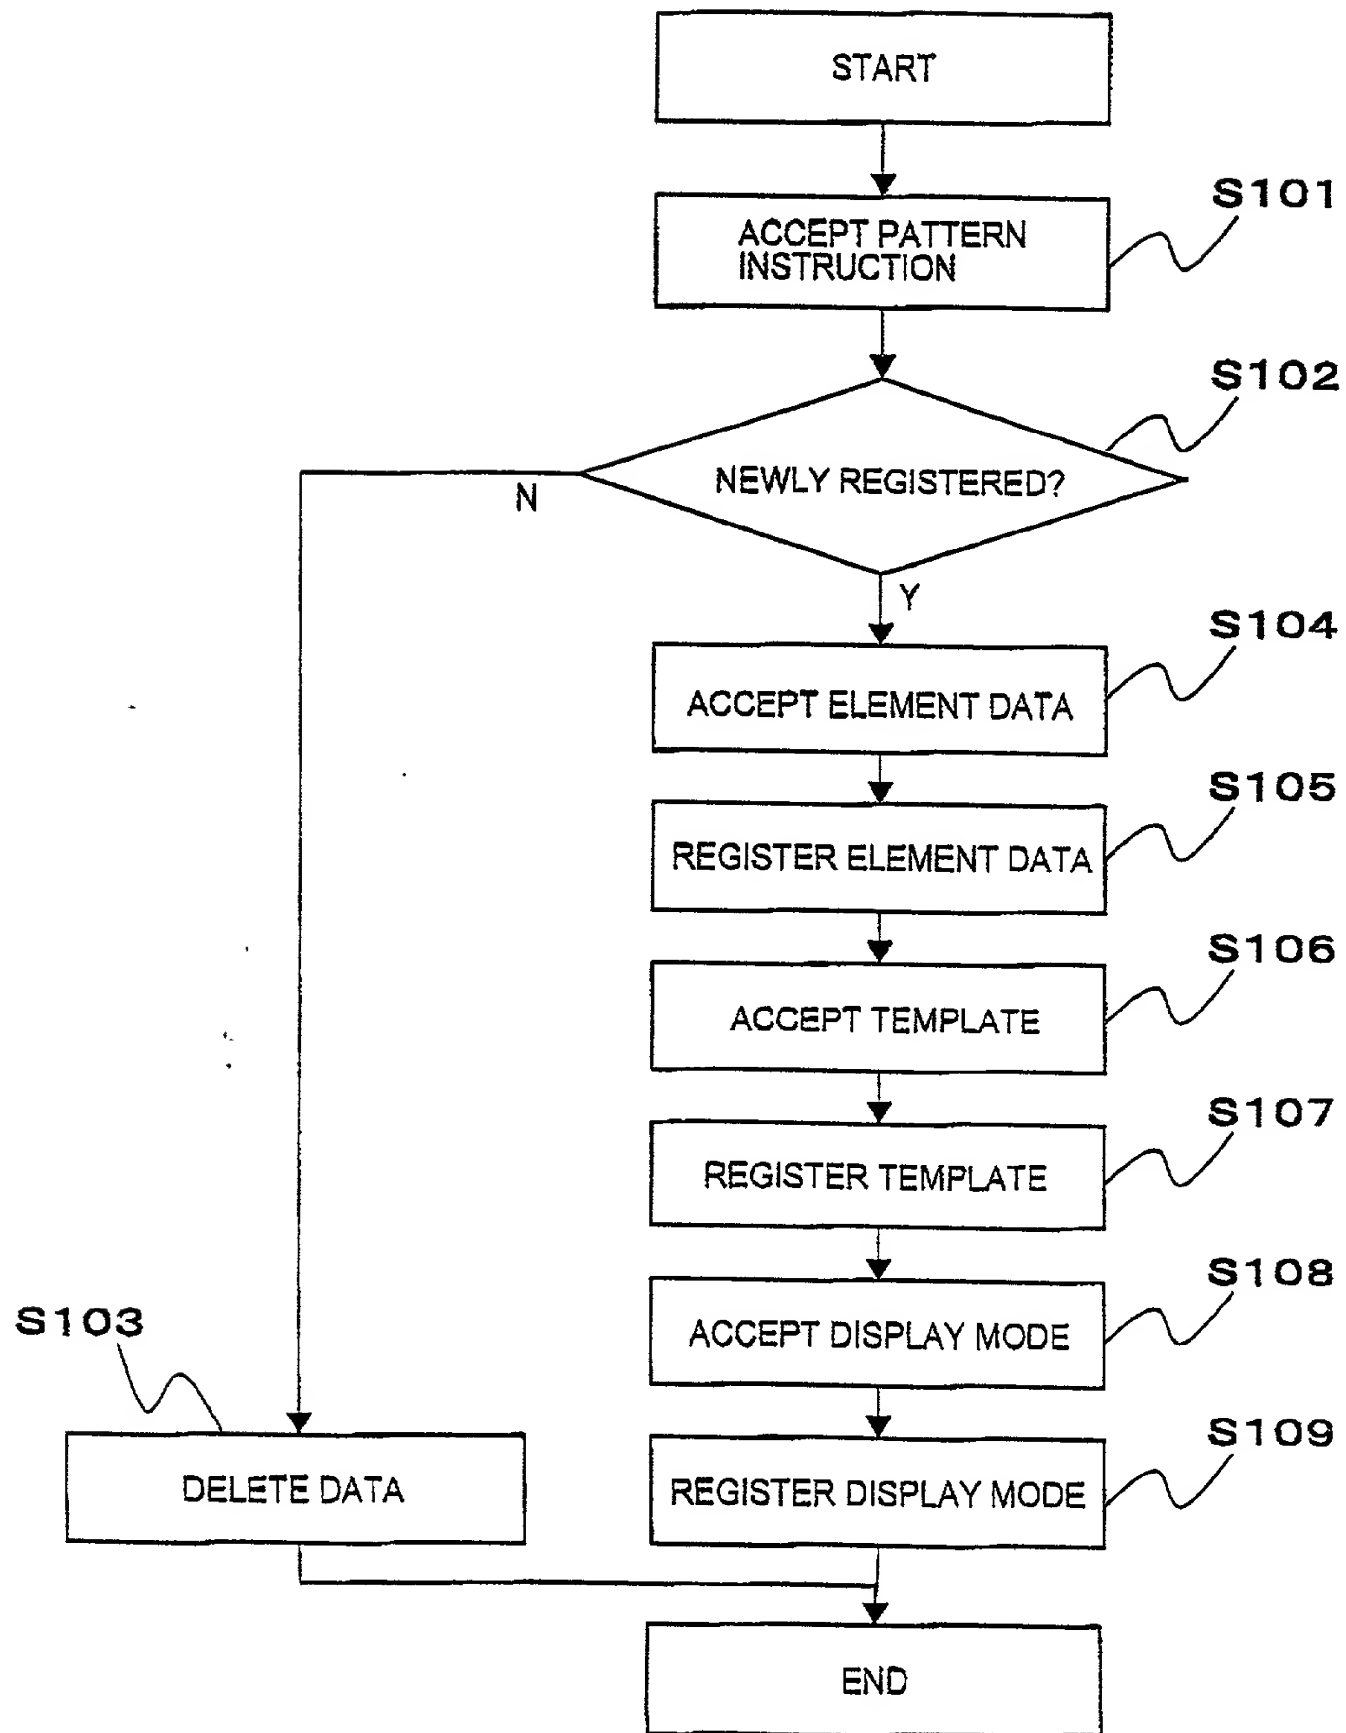 START
S101
ACCEPT PATTERN
INSTRUCTION
S102
NEWLY REGISTERED?
N
Y
S104
ACCEPT ELEMENT DATA
S105
REGISTER ELEMENT DATA
S106
ACCEPT TEMPLATE
S107
REGISTER TEMPLATE
S108
ACCEPT DISPLAY MODE
S103
S109
DELETE DATA
REGISTER DISPLAY MODE
END